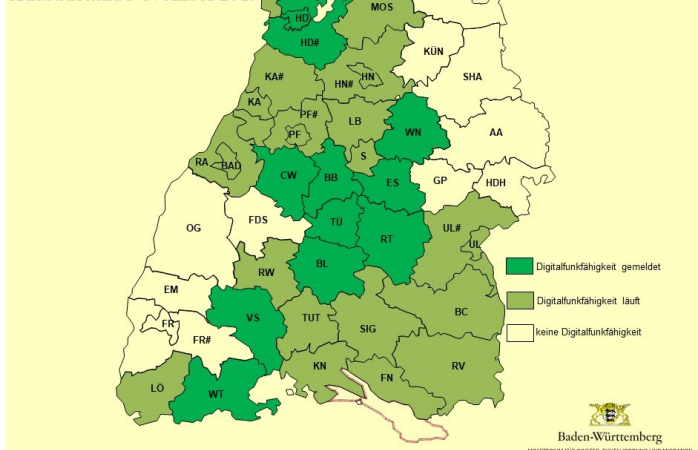 MOS
HD
HD#
KÜN
SHA
KA#
HN#
HN
KA
PF#
LB
WN
AA
PF
S
RA
BAD
CW
BB
ES
GP
HDH
OG
FDS
TÜ
RT
UL#
UL
BL
RW
Digitalfunkfähigkeit gemeldet
EM
Digitalfunkfähigkeit läuft
VS
TUT
SIG
BC
FR
FR#
keine Digitalfunkfähigkeit
KN
FN
RV
LÖ
WT
Baden-Württemberg